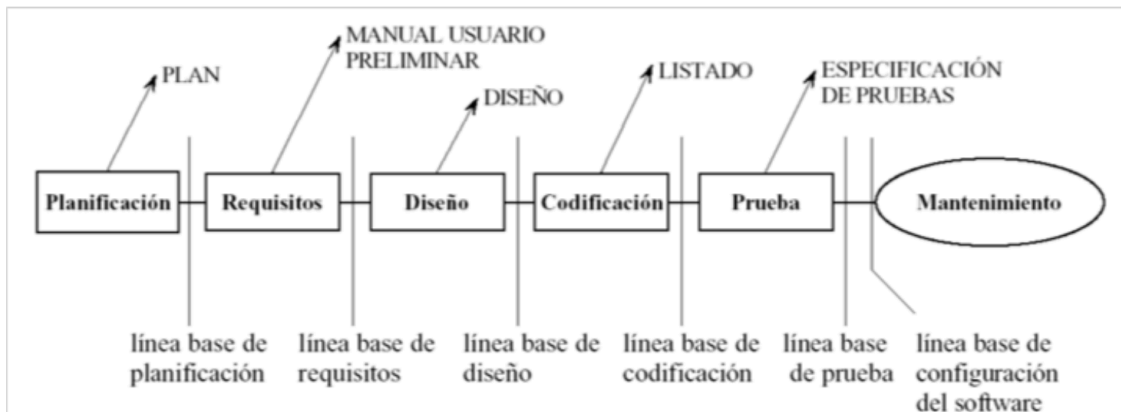 MANUAL USUARIO
PRELIMINAR
PLAN
DISEÑO
LISTADO
ESPECIFICACIÓN
DE PRUEBAS
Planificación
Requisitos
Diseño
Codificación
Prueba
Mantenimiento
línea base de
planificación
línea base de
requisitos
línea base de
diseño
línea base de
codificación
línea base
de prueba
línea base de
configuración
del software